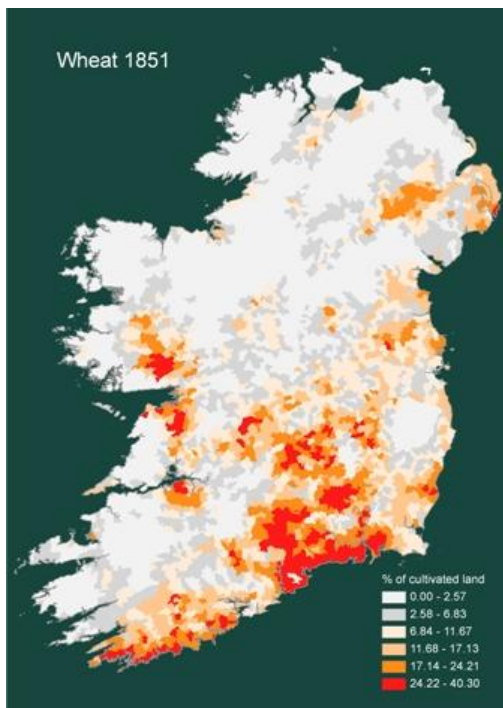 Wheat 1851
% of cultivated land
0.00 - 2.57
2.58 - 6.83
6.84 - 11.67
11.68 - 17.13
17.14 - 24.21
24.22 - 40.30